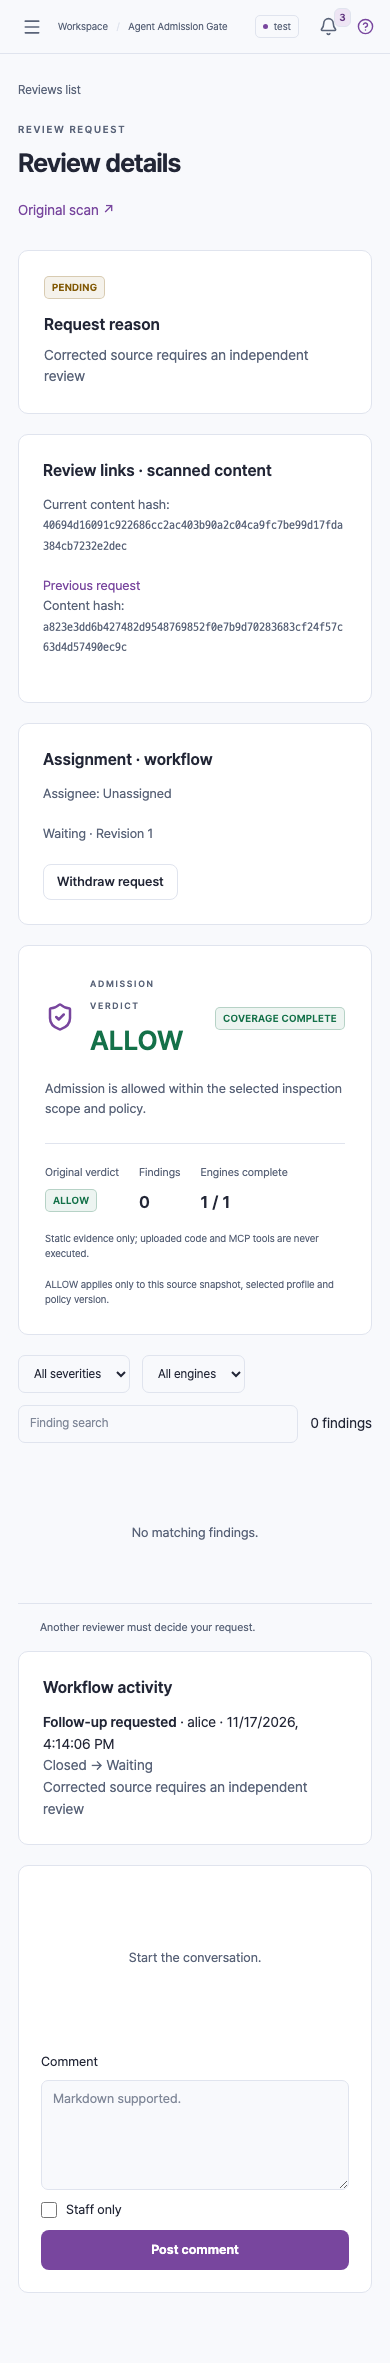 Workspace / Agent Admission Gate
test
3
Reviews list
REVIEW REQUEST
Review details
Original scan ↗
PENDING
Request reason
Corrected source requires an independent
review
Review links · scanned content
Current content hash:
40694d16091c922686cc2ac403b90a2c04ca9fc7be99d17fda
384cb7232e2dec
Previous request
Content hash:
a823e3dd6b427482d9548769852f0e7b9d70283683cf24f57c
63d4d57490ec9c
Assignment · workflow
Assignee: Unassigned
Waiting · Revision 1
Withdraw request
ADMISSION
VERDICT
ALLOW
COVERAGE COMPLETE
Admission is allowed within the selected inspection
scope and policy.
Original verdict Findings Engines complete
ALLOW 0 1 / 1
Static evidence only; uploaded code and MCP tools are never
executed.
ALLOW applies only to this source snapshot, selected profile and
policy version.
All severities All engines
Finding search 0 findings
No matching findings.
Another reviewer must decide your request.
Workflow activity
Follow-up requested · alice · 11/17/2026,
4:14:06 PM
Closed → Waiting
Corrected source requires an independent
review
Start the conversation.
Comment
Markdown supported.
Staff only
Post comment